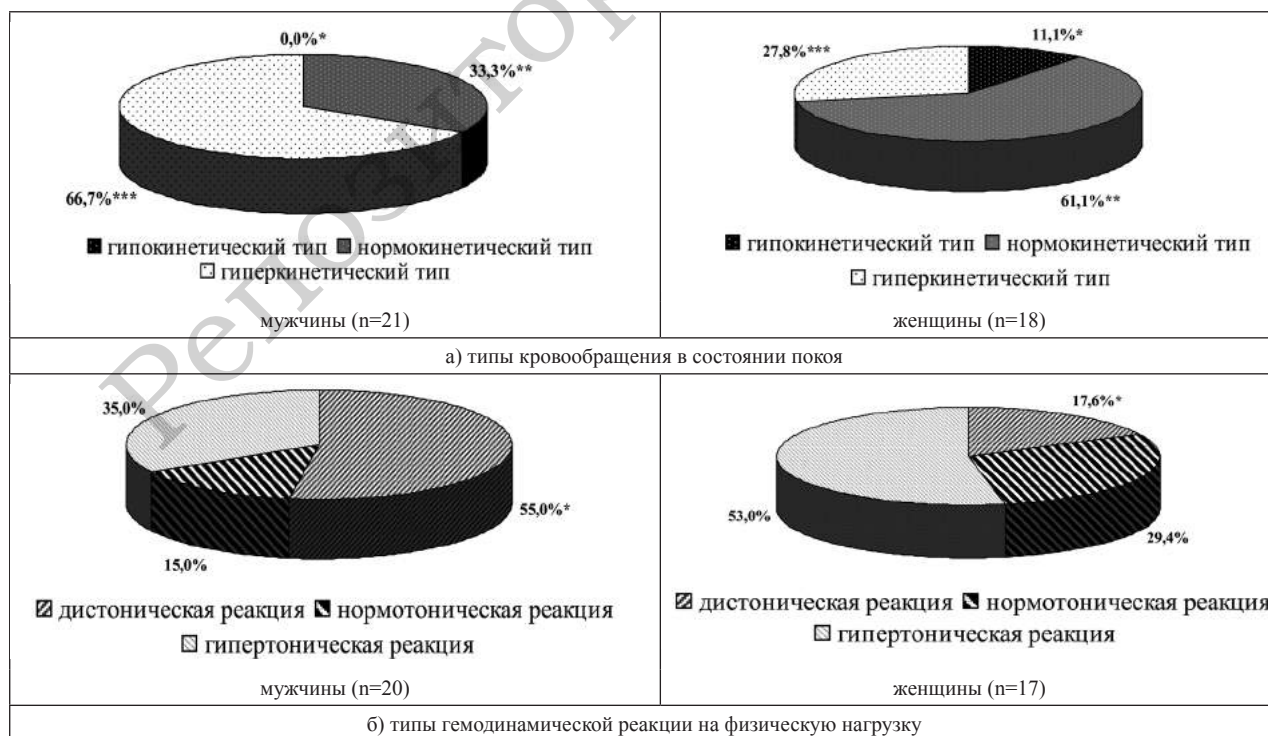 Репозитор
0,0%*
33,3%**
66,7%***
■ гипокинетический тип ■ нормокинетический тип
□ гиперкинетический тип
мужчины (n=21)
11,1%*
27,8%***
61,1%**
■ гипокинетический тип ■ нормокинетический тип
□ гиперкинетический тип
женщины (n=18)
а) типы кровообращения в состоянии покоя
35,0%
55,0%*
15,0%
дистоническая реакция нормотоническая реакция
гипертоническая реакция
мужчины (n=20)
17,6%*
53,0%
29,4%
дистоническая реакция нормотоническая реакция
гипертоническая реакция
женщины (n=17)
б) типы гемодинамической реакции на физическую нагрузку